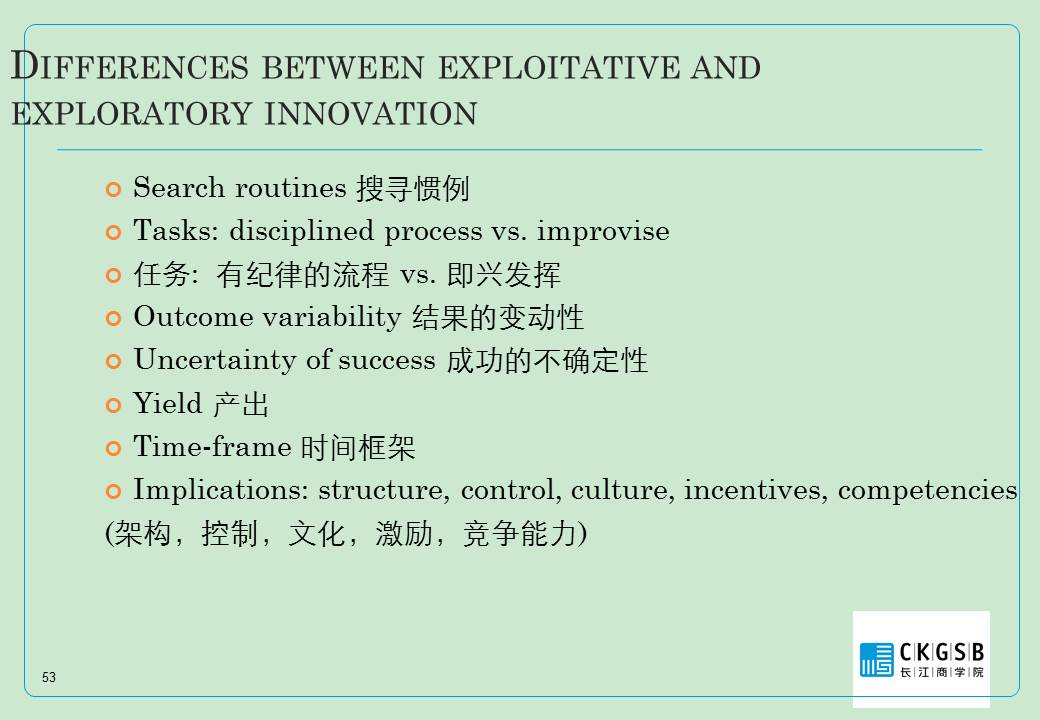 DIFFERENCES BETWEEN EXPLOITATIVE AND
EXPLORATORY INNOVATION
Search routines 搜寻惯例
Tasks: disciplined process vs. improvise
任务: 有纪律的流程 vs. 即兴发挥
Outcome variability 结果的变动性
Uncertainty of success 成功的不确定性
Yield 产出
Time-frame 时间框架
Implications: structure, control, culture, incentives, competencies
(架构，控制，文化，激励，竞争能力)
CKGSB
长江商学院
53